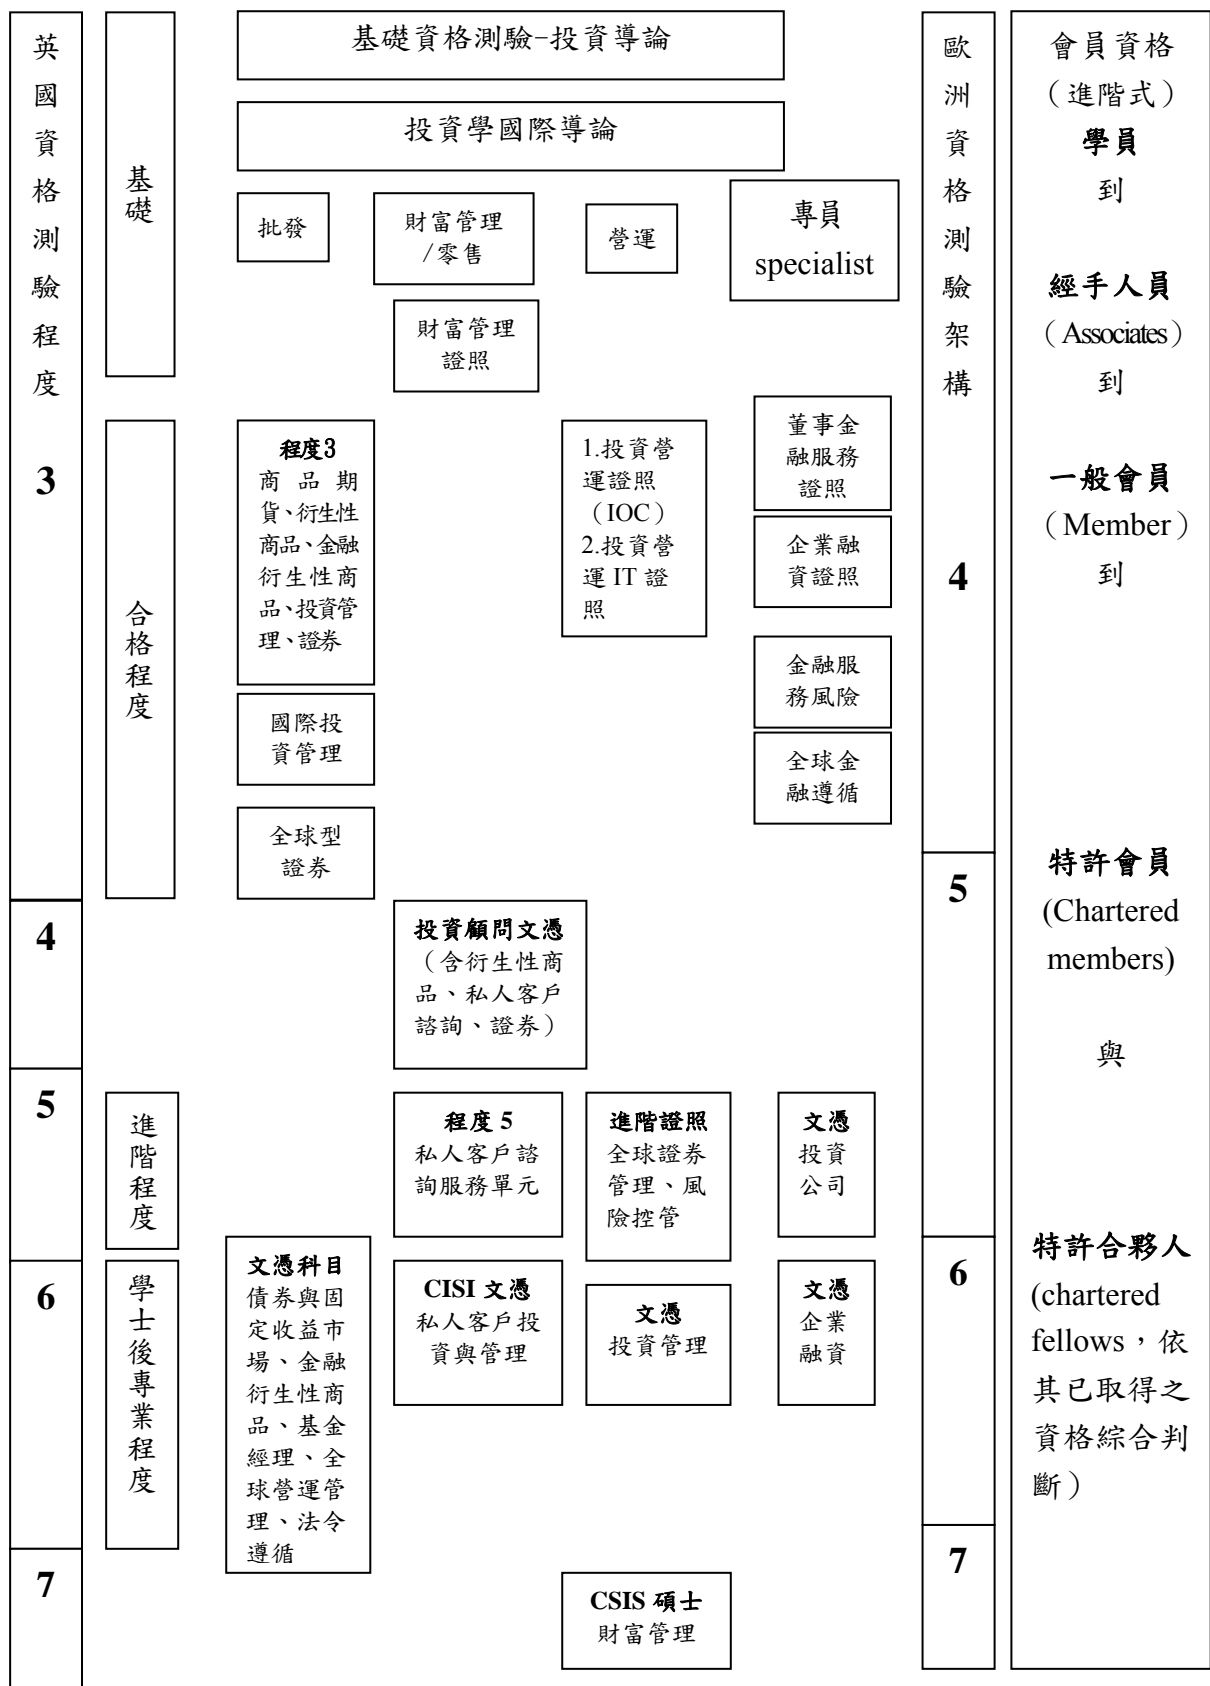 英
國
資
格
測
驗
程
度
3
4
5
6
7
基
礎
合
格
程
度
進
階
程
度
學
士
後
專
業
程
度
基礎資格測驗-投資導論
投資學國際導論
批發
財富管理
/零售
營運
專員
specialist
財富管理
證照
程度3
商品期
貨、衍生性
商品、金融
衍生性商
品、投資管
理、證券
國際投
資管理
全球型
證券
1.投資營
運證照
（IOC）
2.投資營
運 IT 證
照
董事金
融服務
證照
企業融
資證照
金融服
務風險
全球金
融遵循
投資顧問文憑
（含衍生性商
品、私人客戶
諮詢、證券）
程度 5
私人客戶諮
詢服務單元
進階證照
全球證券
管理、風
險控管
文憑
投資
公司
文憑科目
債券與固
定收益市
場、金融
衍生性商
品、基金
經理、全
球營運管
理、法令
遵循
CISI 文憑
私人客戶投
資與管理
文憑
投資管理
文憑
企業
融資
CSIS 碩士
財富管理
歐
洲
資
格
測
驗
架
構
4
5
6
7
會員資格
（進階式）
學員
到
經手人員
（Associates）
到
一般會員
（Member）
到
特許會員
(Chartered
members)
與
特許合夥人
(chartered
fellows，依
其已取得之
資格綜合判
斷）